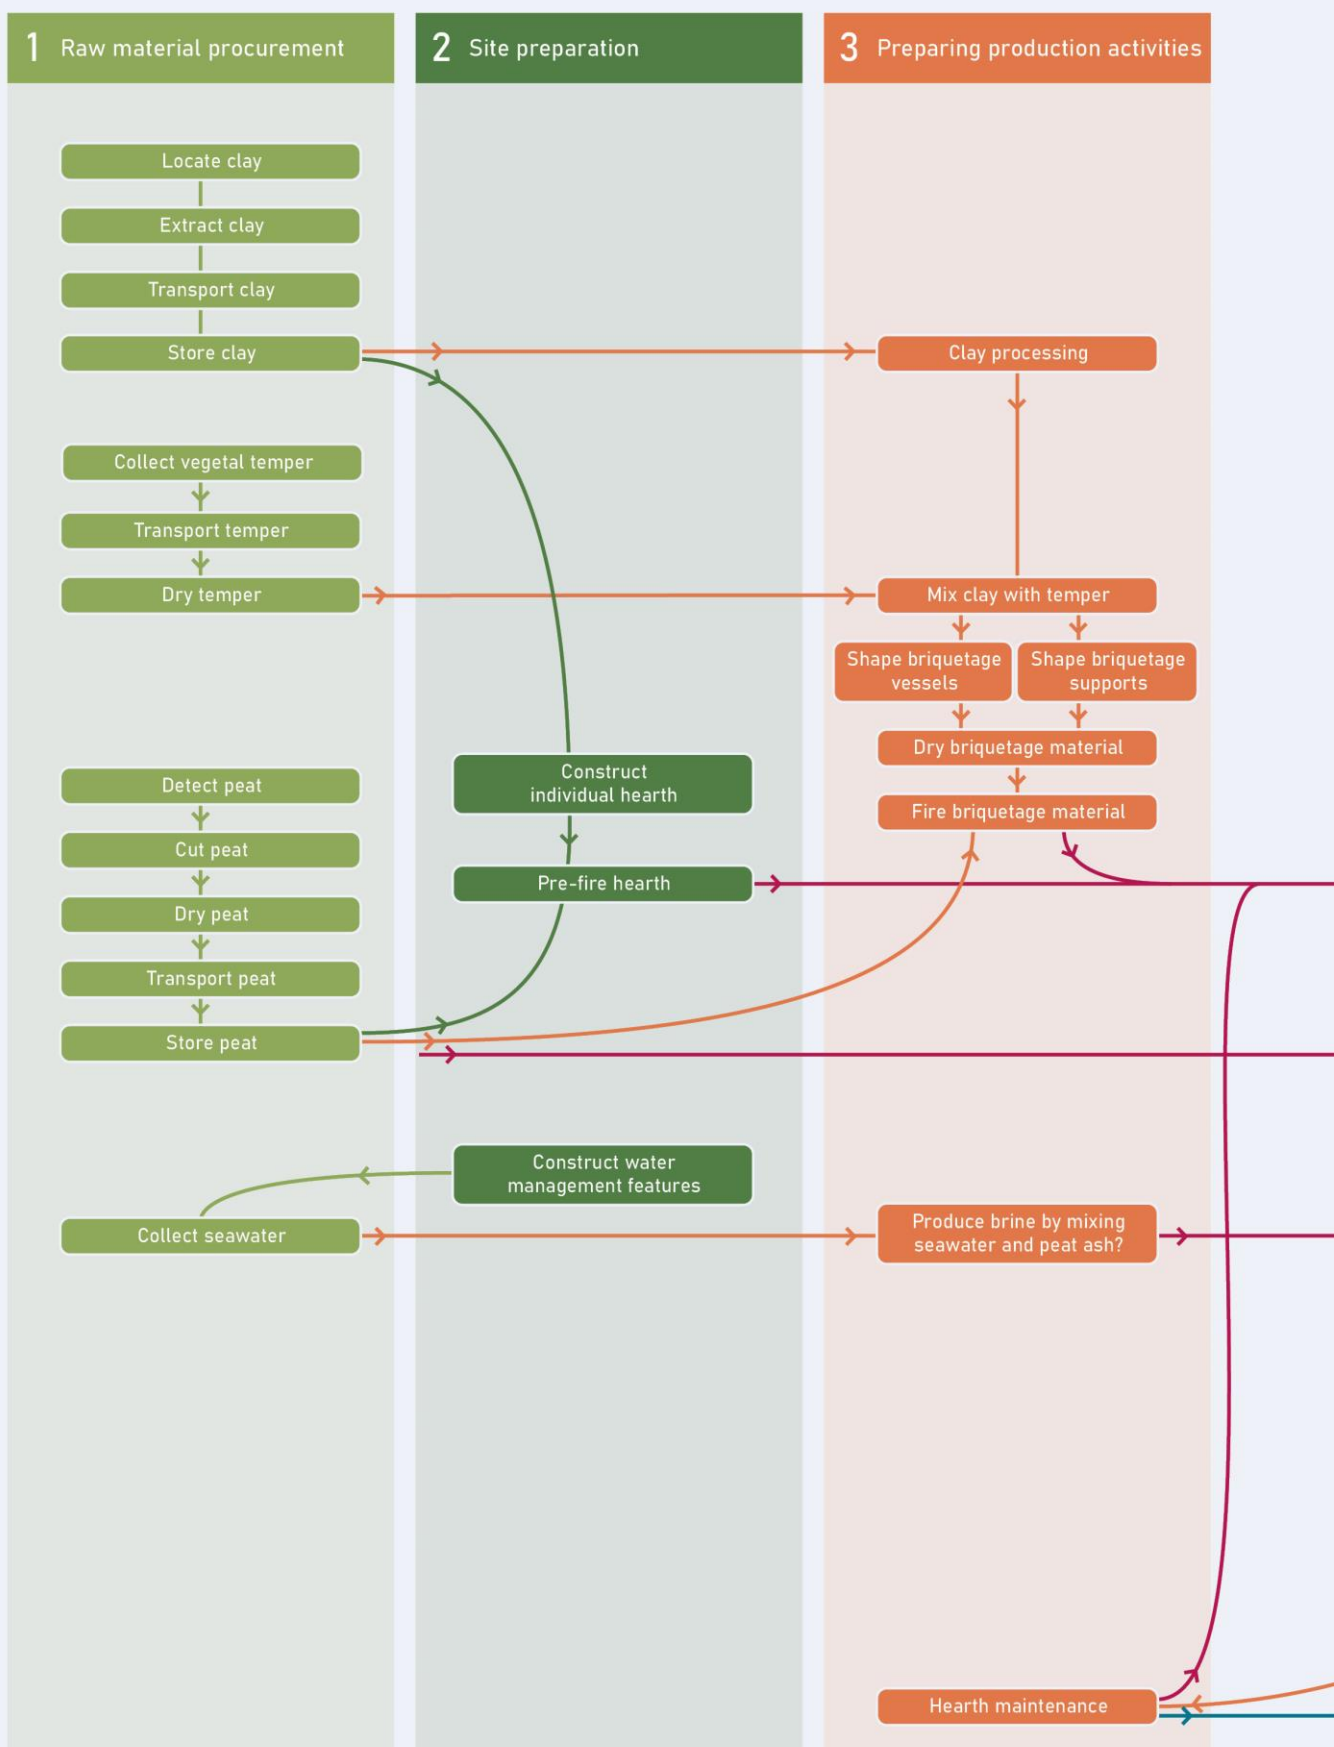 1 Raw material procurement
2 Site preparation
3 Preparing production activities
Locate clay
Extract clay
Transport clay
Store clay
Collect vegetal temper
Transport temper
Dry temper
Detect peat
Cut peat
Dry peat
Transport peat
Store peat
Collect seawater
Construct
individual hearth
Pre-fire hearth
Construct water
management features
Clay processing
Mix clay with temper
Shape briquetage
vessels
Shape briquetage
supports
Dry briquetage material
Fire briquetage material
Produce brine by mixing
seawater and peat ash?
Hearth maintenance